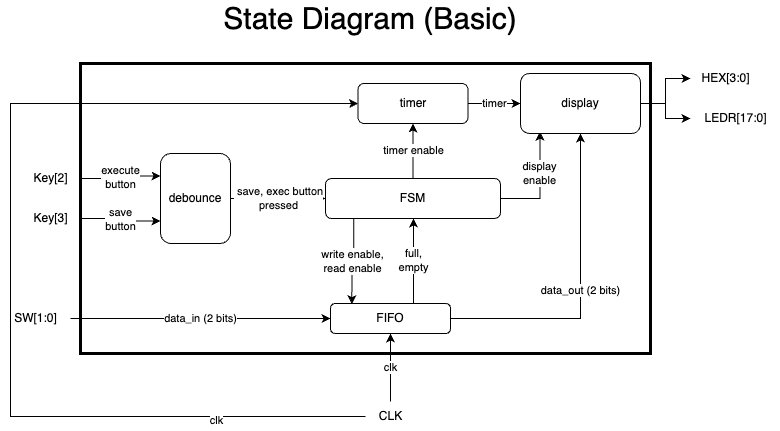 State Diagram (Basic)
HEX[3:0]
timer
timer
display
LEDR[17:0]
timer enable
execute
button
Key[2]
display
enable
debounce
save, exec button
pressed
FSM
Key[3]
save
button
write enable,
read enable
full,
empty
data_out (2 bits)
SW[1:0]
data_in (2 bits)
FIFO
clk
CLK
clk